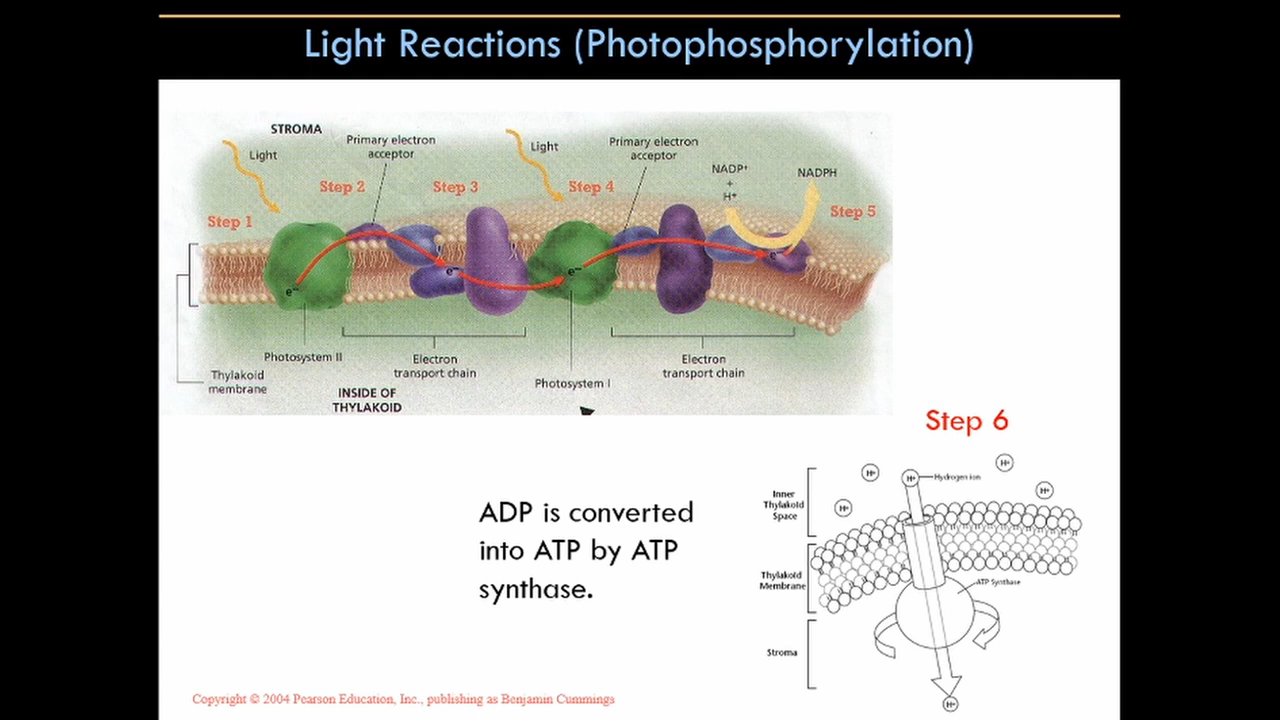 Light Reactions (Photophosphorylation)
STROMA
Light
Primary electron
acceptor
Light
Primary electron
acceptor
NADP⁺
+
H⁺
NADPH
Step 1
Step 2
Step 3
Step 4
Step 5
e⁻
e⁻
e⁻
e⁻
Photosystem II
Electron
transport chain
Photosystem I
Electron
transport chain
Thylakoid
membrane
INSIDE OF
THYLAKOID
Step 6
ADP is converted
into ATP by ATP
synthase.
H⁺
H⁺
H⁺
H⁺
H⁺
Hydrogen ion
Inner
Thylakoid
Space
Thylakoid
Membrane
ATP Synthase
Stroma
H⁺
Copyright © 2004 Pearson Education, Inc., publishing as Benjamin Cummings